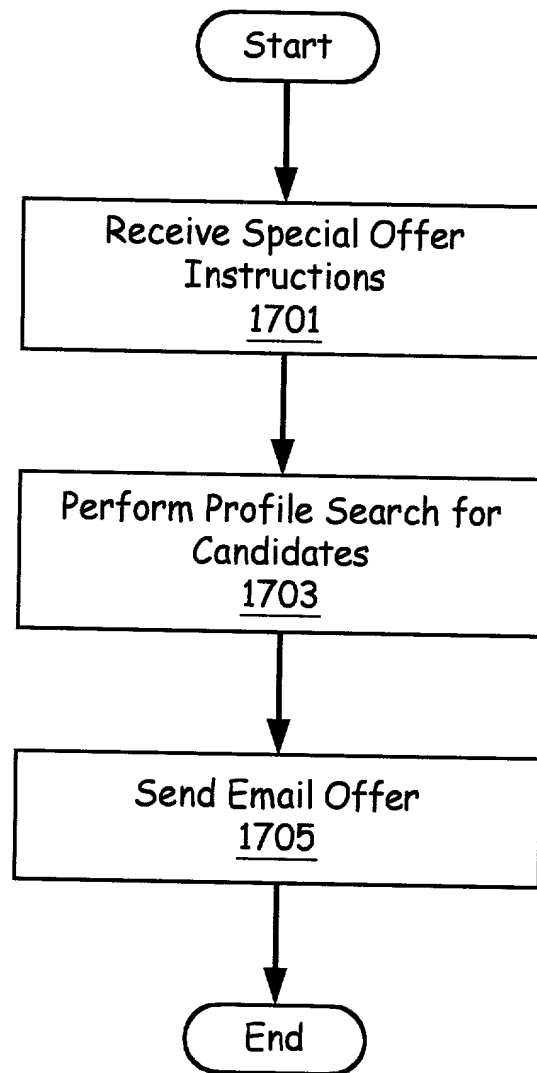 Start
Receive Special Offer
Instructions
1701
Perform Profile Search for
Candidates
1703
Send Email Offer
1705
End